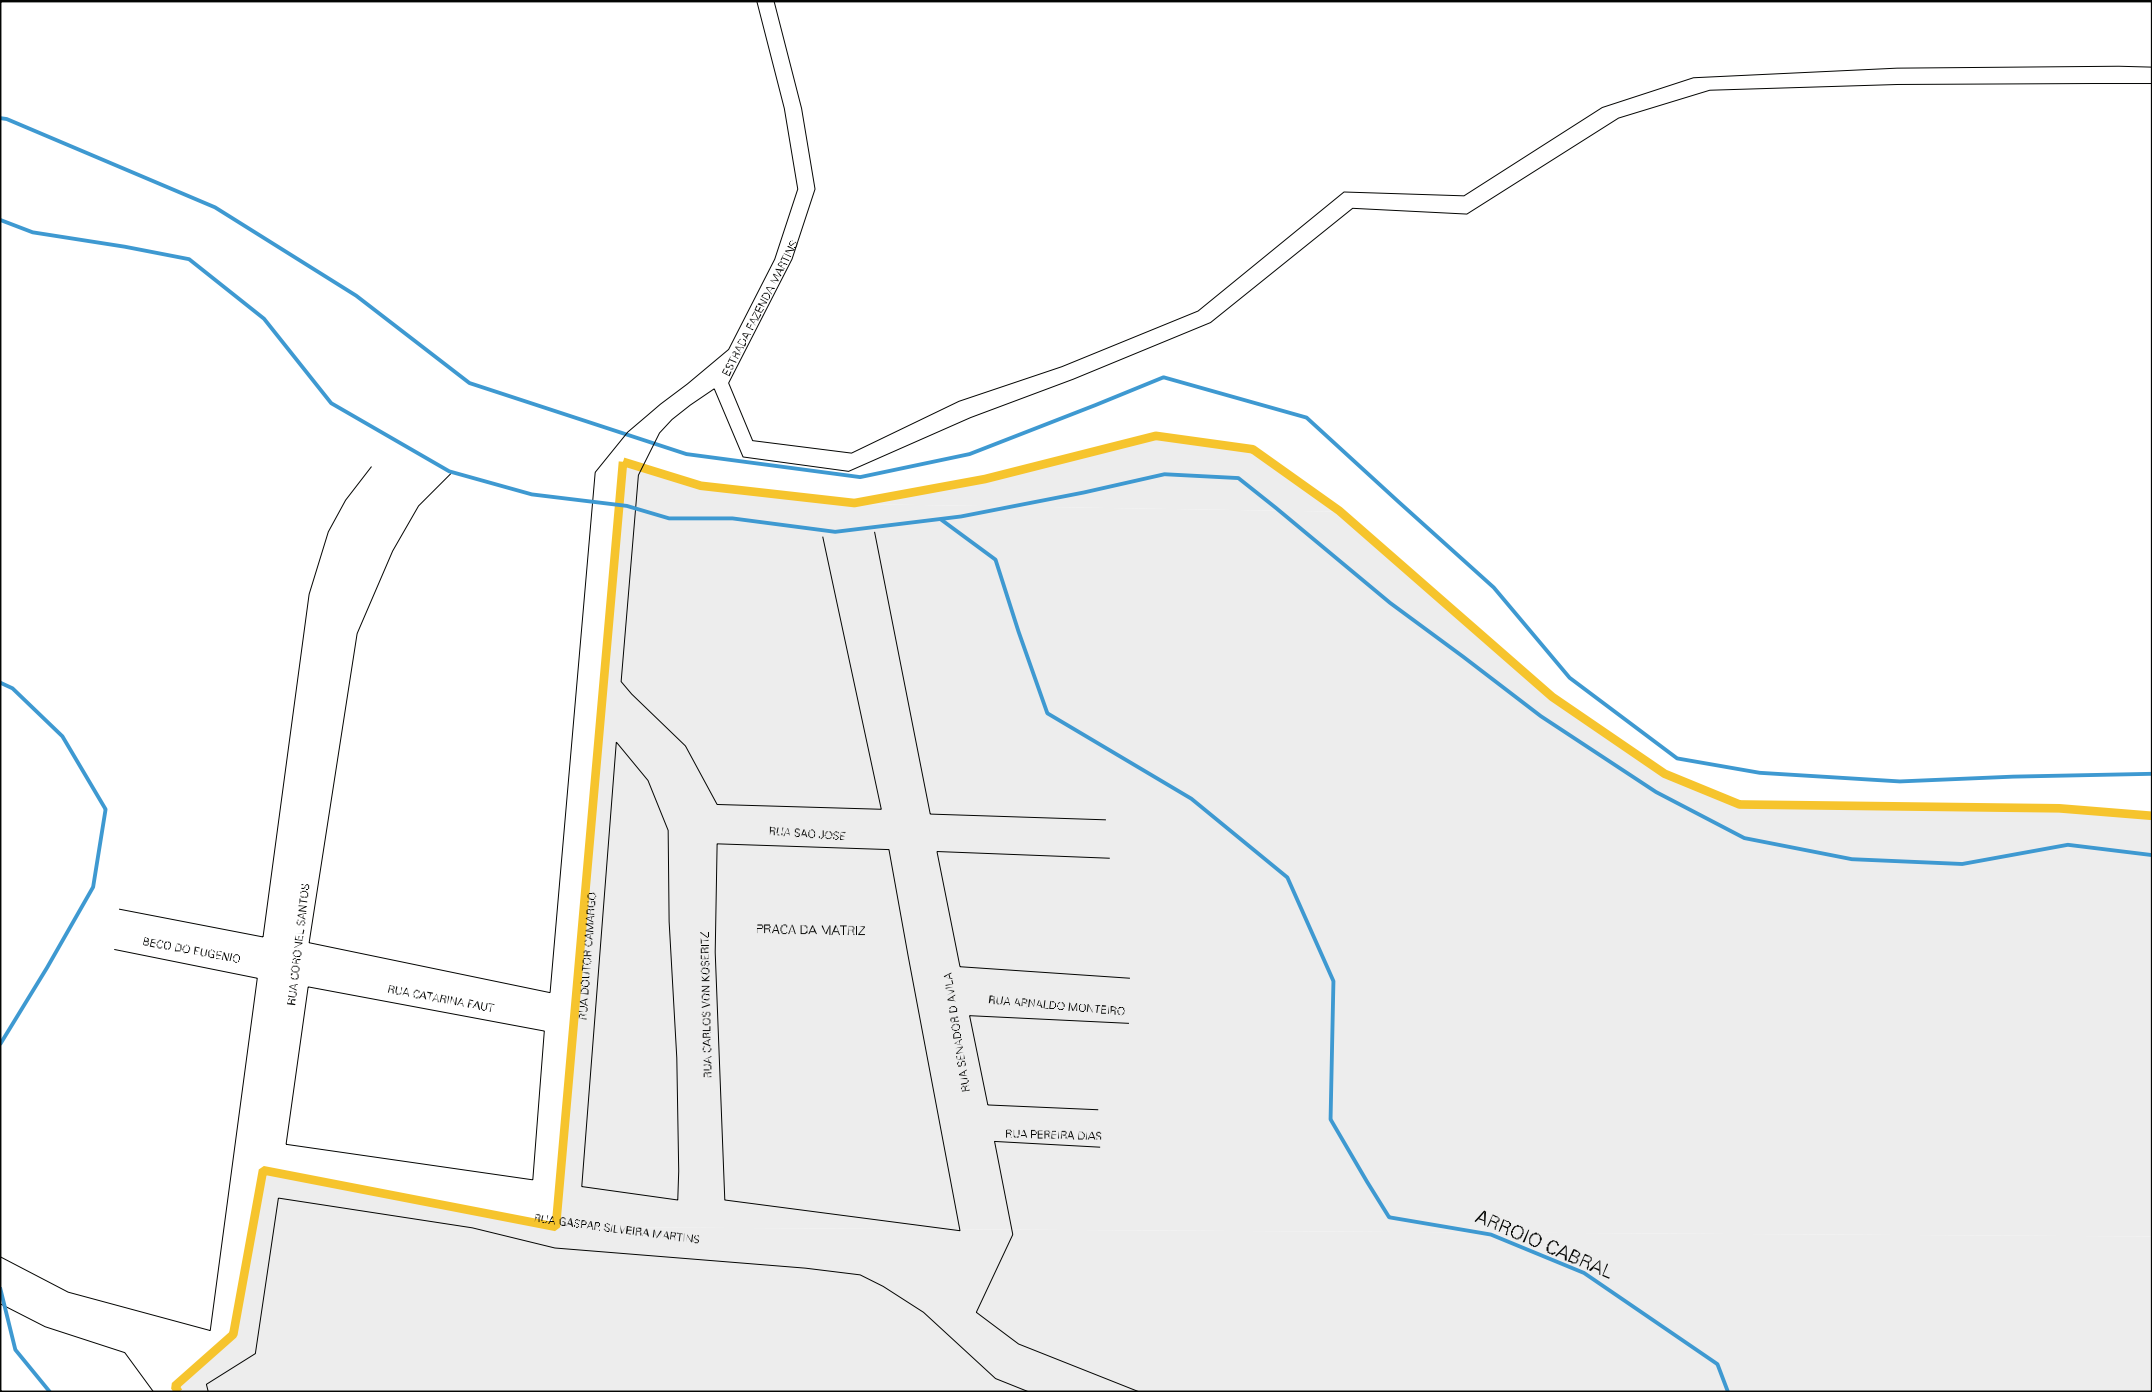 ESTRADA FAZENDA MARTINS
RUA SAO JOSE
RUA CORONEL SANTOS
RUA DOUTOR CAMARGO
PRACA DA MATRIZ
RUA CARLOS VON KOSERITZ
BECO DO EUGENIO
RUA CATARINA FAUT
RUA SENADOR D AVILA
RUA ARNALDO MONTEIRO
RUA PEREIRA DIAS
RUA GASPAR SILVEIRA MARTINS
ARROIO CABRAL